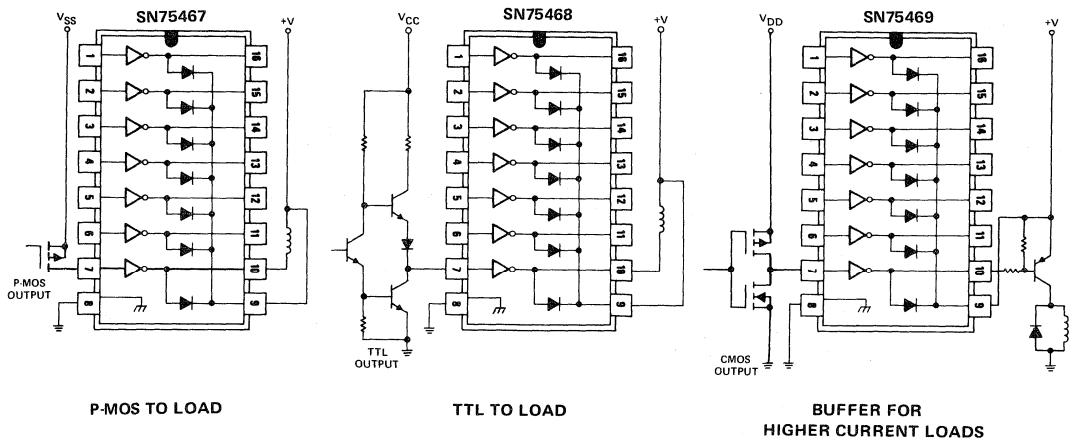 SN75467
SN75468
SN75469
VSS
+V
VCC
+V
VDD
+V
1
16
2
15
3
14
4
13
5
12
6
11
7
10
8
9
P-MOS
OUTPUT
1
16
2
15
3
14
4
13
5
12
6
11
7
10
8
9
TTL
OUTPUT
1
16
2
15
3
14
4
13
5
12
6
11
7
10
8
9
CMOS
OUTPUT
P-MOS TO LOAD
TTL TO LOAD
BUFFER FOR
HIGHER CURRENT LOADS